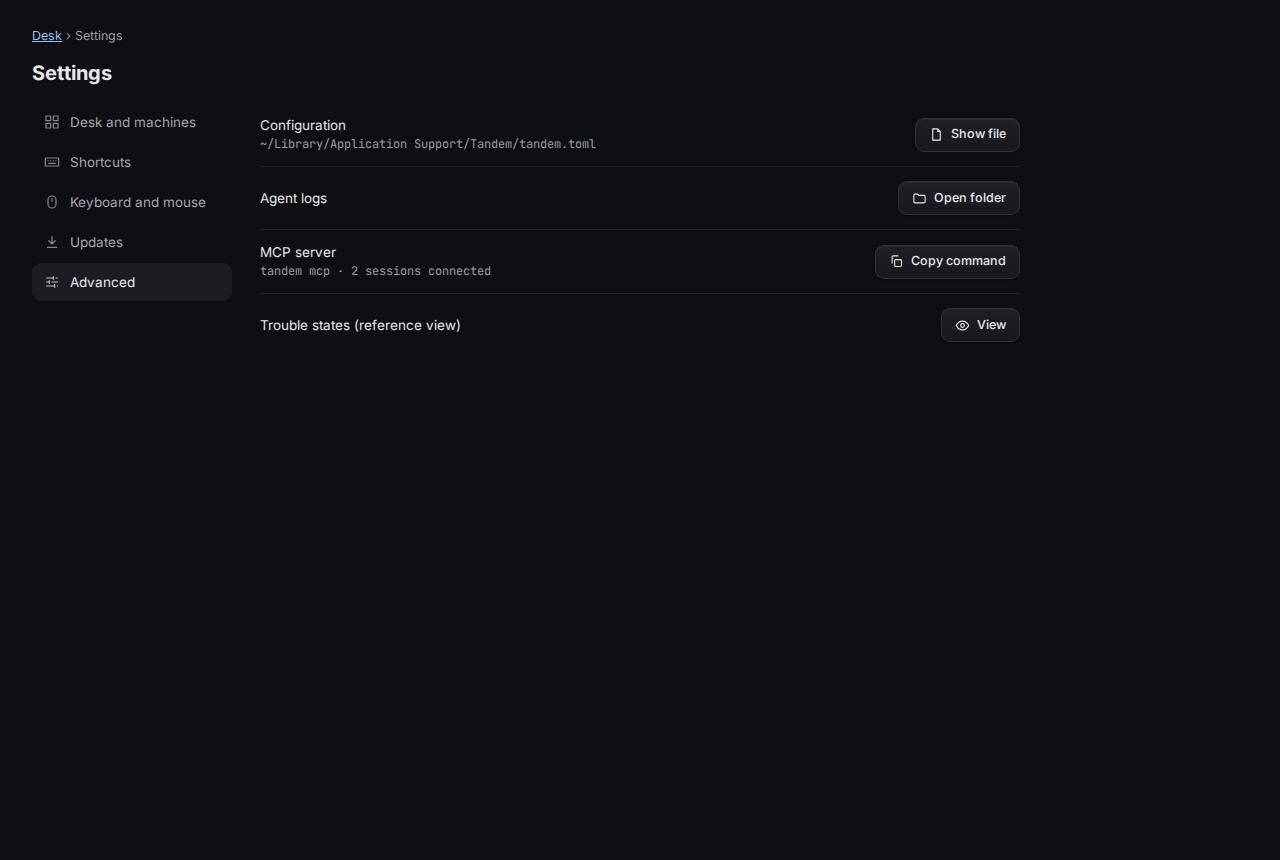 Desk › Settings
Settings
Desk and machines
Shortcuts
Keyboard and mouse
Updates
Advanced
Configuration
~/Library/Application Support/Tandem/tandem.toml
Show file
Agent logs
Open folder
MCP server
tandem mcp · 2 sessions connected
Copy command
Trouble states (reference view)
View